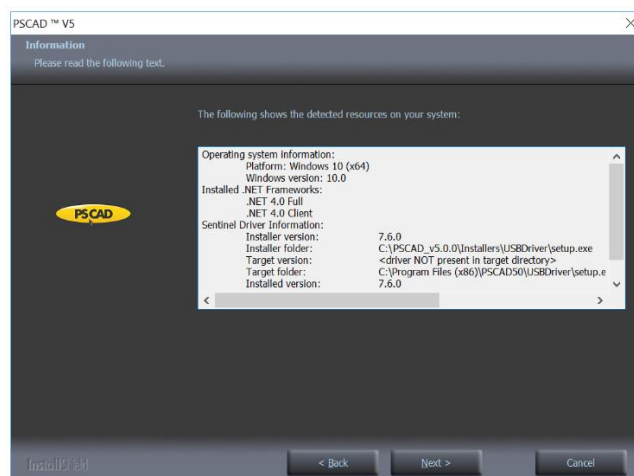 PSCAD ™ V5
Information
Please read the following text.
The following shows the detected resources on your system:
Operating system information:
Platform: Windows 10 (x64)
Windows version: 10.0
Installed .NET Frameworks:
.NET 4.0 Full
.NET 4.0 Client
Sentinel Driver Information:
Installer version: 7.6.0
Installer folder: C:\PSCAD_v5.0.0\Installers\USBDriver\setup.exe
Target version: <driver NOT present in target directory>
Target folder: C:\Program Files (x86)\PSCAD50\USBDriver\setup.e
Installed version: 7.6.0
PSCAD
InstallShield
< Back Next > Cancel